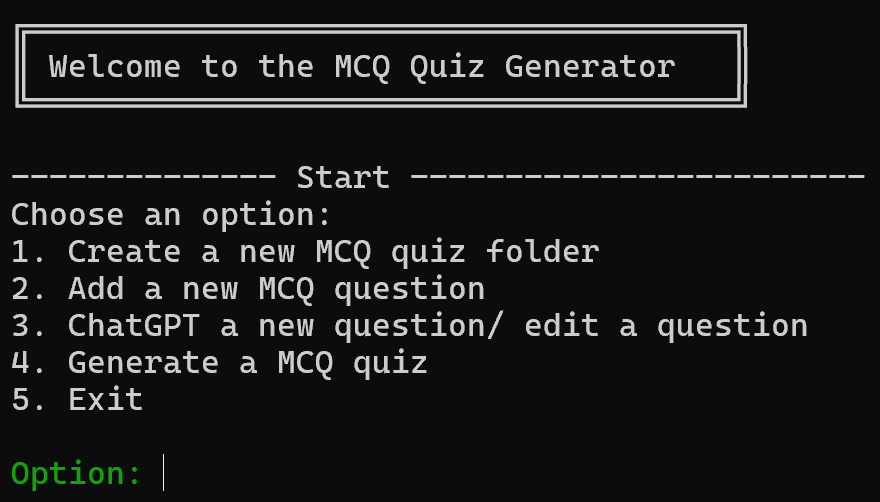 Welcome to the MCQ Quiz Generator
-------------- Start ------------------------
Choose an option:
1. Create a new MCQ quiz folder
2. Add a new MCQ question
3. ChatGPT a new question/ edit a question
4. Generate a MCQ quiz
5. Exit
Option: